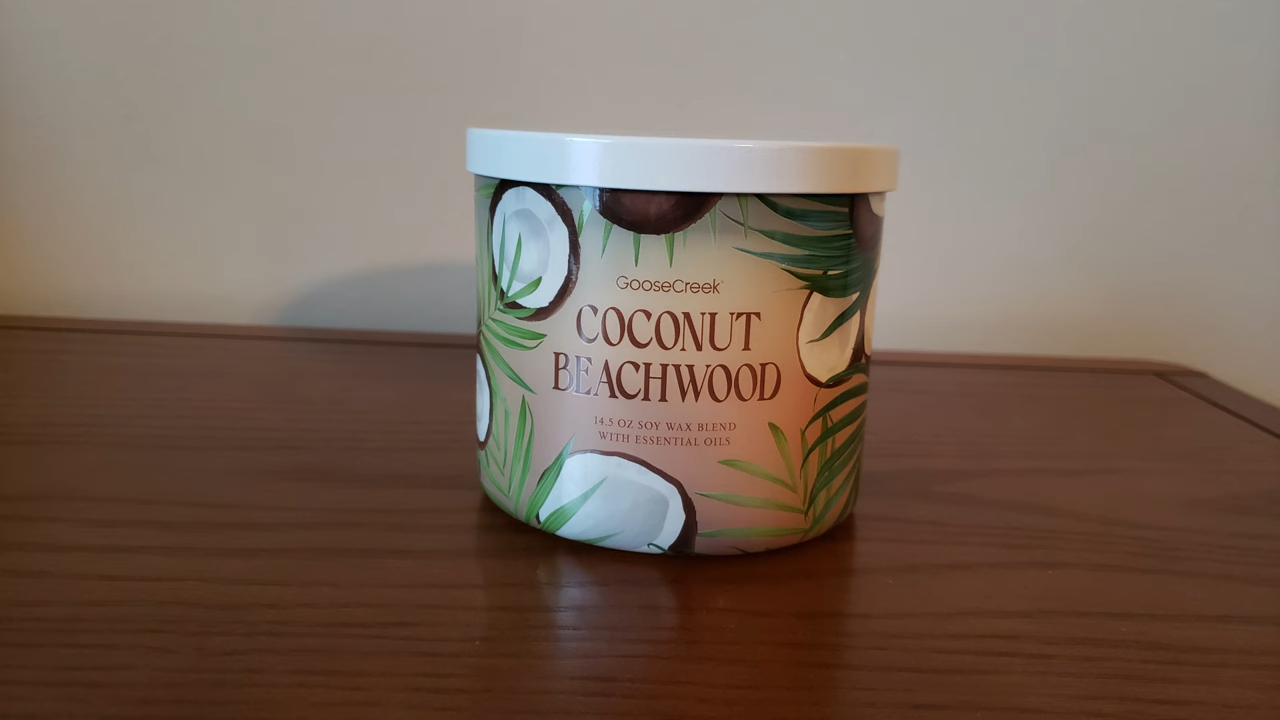 GooseCreek
COCONUT
BEACHWOOD
14.5 OZ SOY WAX BLEND
WITH ESSENTIAL OILS